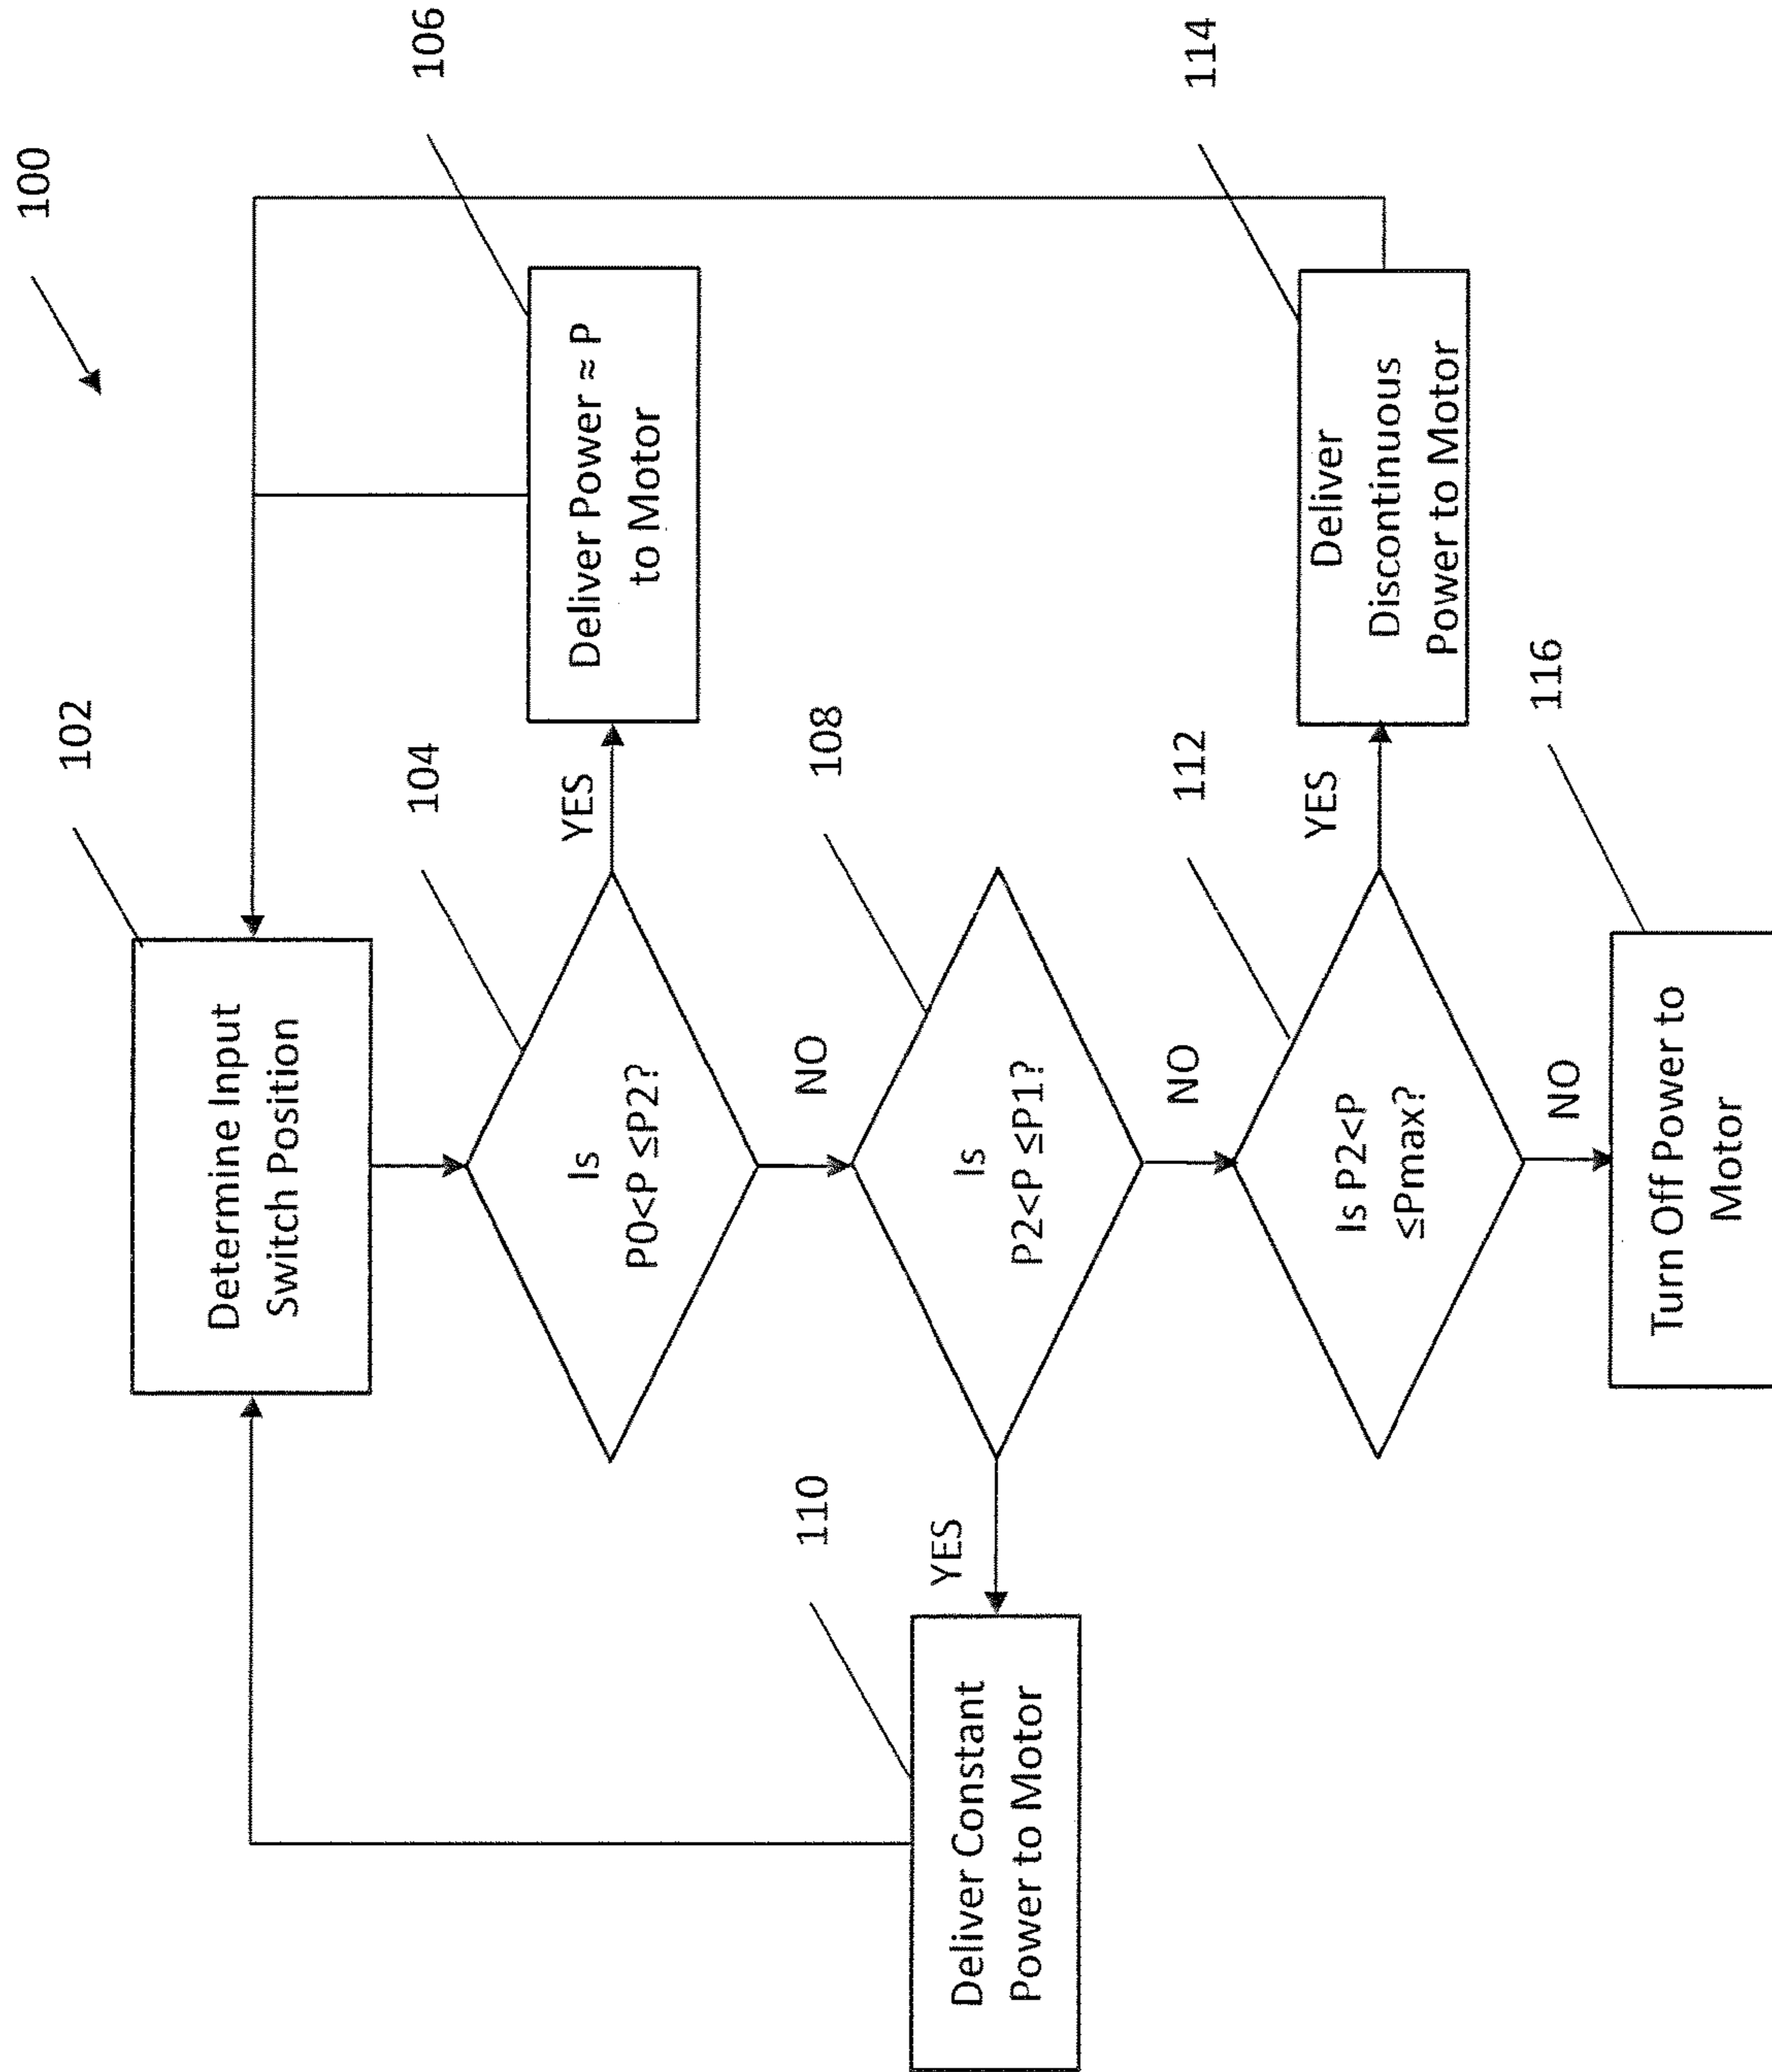 100
102
Determine Input
Switch Position
104
Is
P0<P ≤P2?
YES
106
Deliver Power ≈ P
to Motor
NO
108
Is
P2<P ≤P1?
YES
110
Deliver Constant
Power to Motor
NO
112
Is P2<P
≤Pmax?
YES
114
Deliver
Discontinuous
Power to Motor
NO
116
Turn Off Power to
Motor